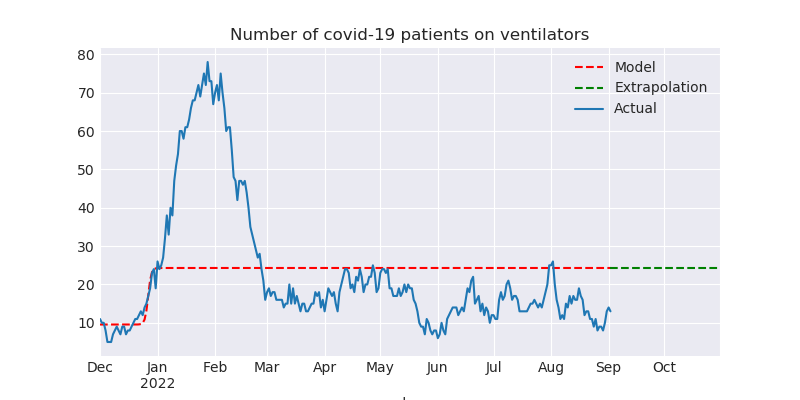 Number of covid-19 patients on ventilators
80
70
60
50
40
30
20
10
Model
Extrapolation
Actual
Dec Jan Feb Mar Apr May Jun Jul Aug Sep Oct
2022